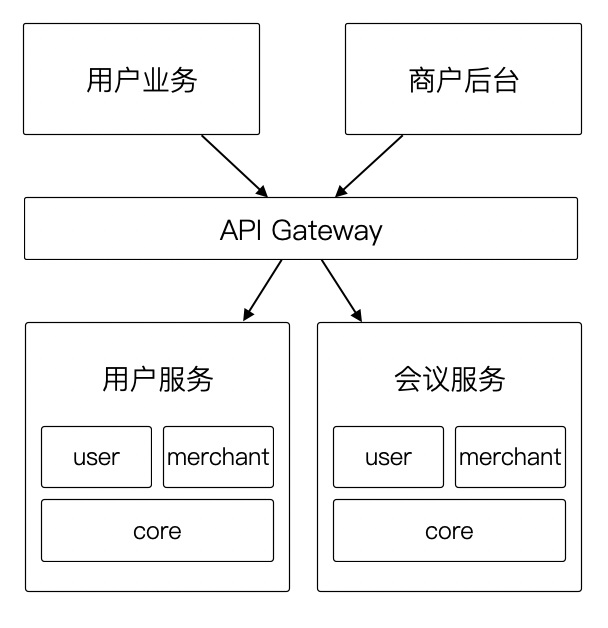 用户业务
商户后台
API Gateway
用户服务
会议服务
user
merchant
user
merchant
core
core